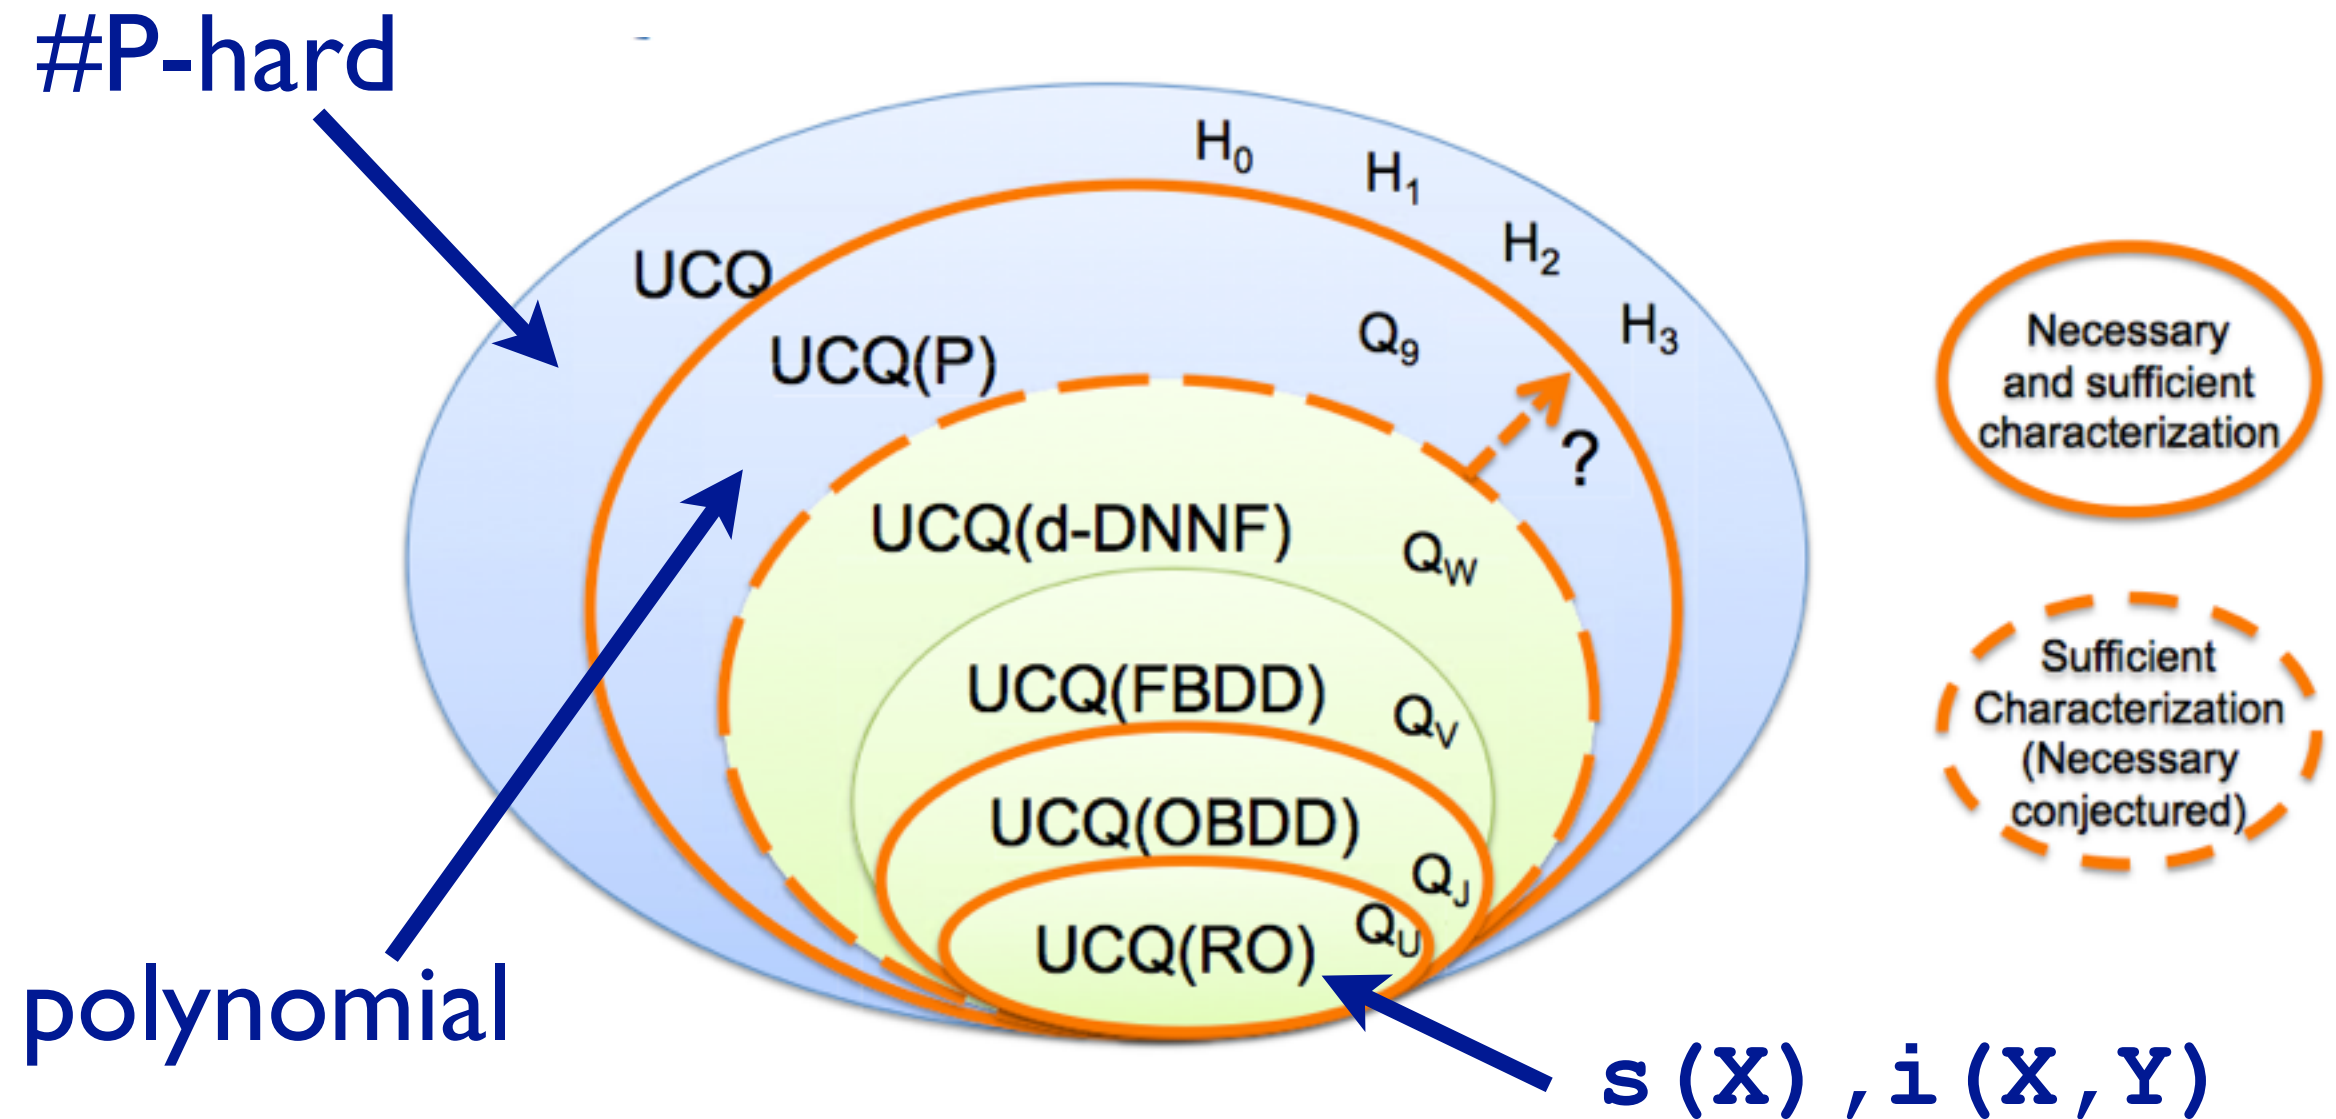 #P-hard
H0
H1
H2
H3
UCQ
UCQ(P)
Q9
?
UCQ(d-DNNF)
QW
UCQ(FBDD)
QV
UCQ(OBDD)
QJ
UCQ(RO)
QU
polynomial
s(X),i(X,Y)
Necessary
and sufficient
characterization
Sufficient
Characterization
(Necessary
conjectured)